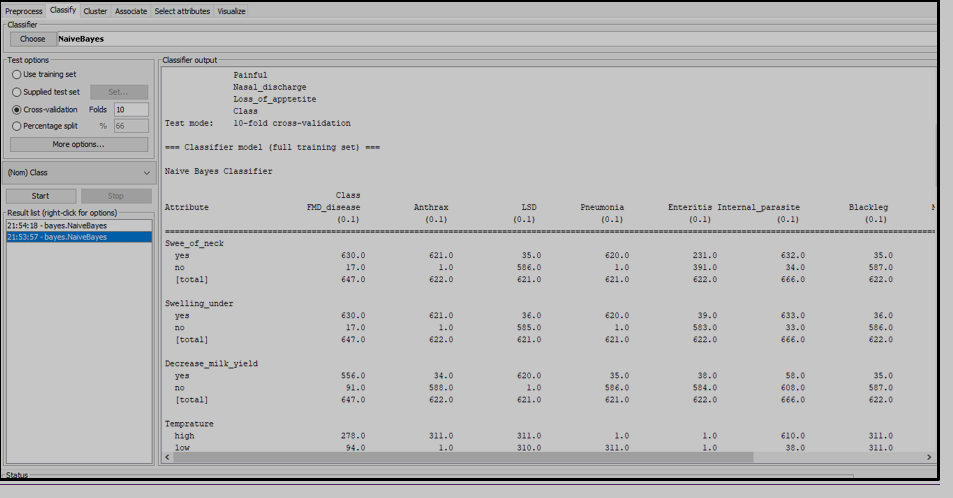 Preprocess Classify Cluster Associate Select attributes Visualize
Classifier
Choose NaiveBayes
Test options
Use training set
Supplied test set Set...
Cross-validation Folds 10
Percentage split % 66
More options...
(Nom) Class
Start Stop
Result list (right-click for options)
21:54:18 - bayes.NaiveBayes
21:53:57 - bayes.NaiveBayes
Classifier output
Painful
Nasal_discharge
Loss_of_apptetite
Class
Test mode: 10-fold cross-validation
=== Classifier model (full training set) ===
Naive Bayes Classifier
Class
Attribute FMD_disease Anthrax LSD Pneumonia Enteritis Internal_parasite Blackleg
(0.1) (0.1) (0.1) (0.1) (0.1) (0.1) (0.1)
Swee_of_neck
yes 630.0 621.0 35.0 620.0 231.0 632.0 35.0
no 17.0 1.0 586.0 1.0 391.0 34.0 587.0
[total] 647.0 622.0 621.0 621.0 622.0 666.0 622.0
Swelling_under
yes 630.0 621.0 36.0 620.0 39.0 633.0 36.0
no 17.0 1.0 585.0 1.0 583.0 33.0 586.0
[total] 647.0 622.0 621.0 621.0 622.0 666.0 622.0
Decrease_milk_yield
yes 556.0 34.0 620.0 35.0 38.0 58.0 35.0
no 91.0 588.0 1.0 586.0 584.0 608.0 587.0
[total] 647.0 622.0 621.0 621.0 622.0 666.0 622.0
Temprature
high 278.0 311.0 311.0 1.0 1.0 610.0 311.0
low 94.0 1.0 310.0 311.0 1.0 38.0 311.0
Status